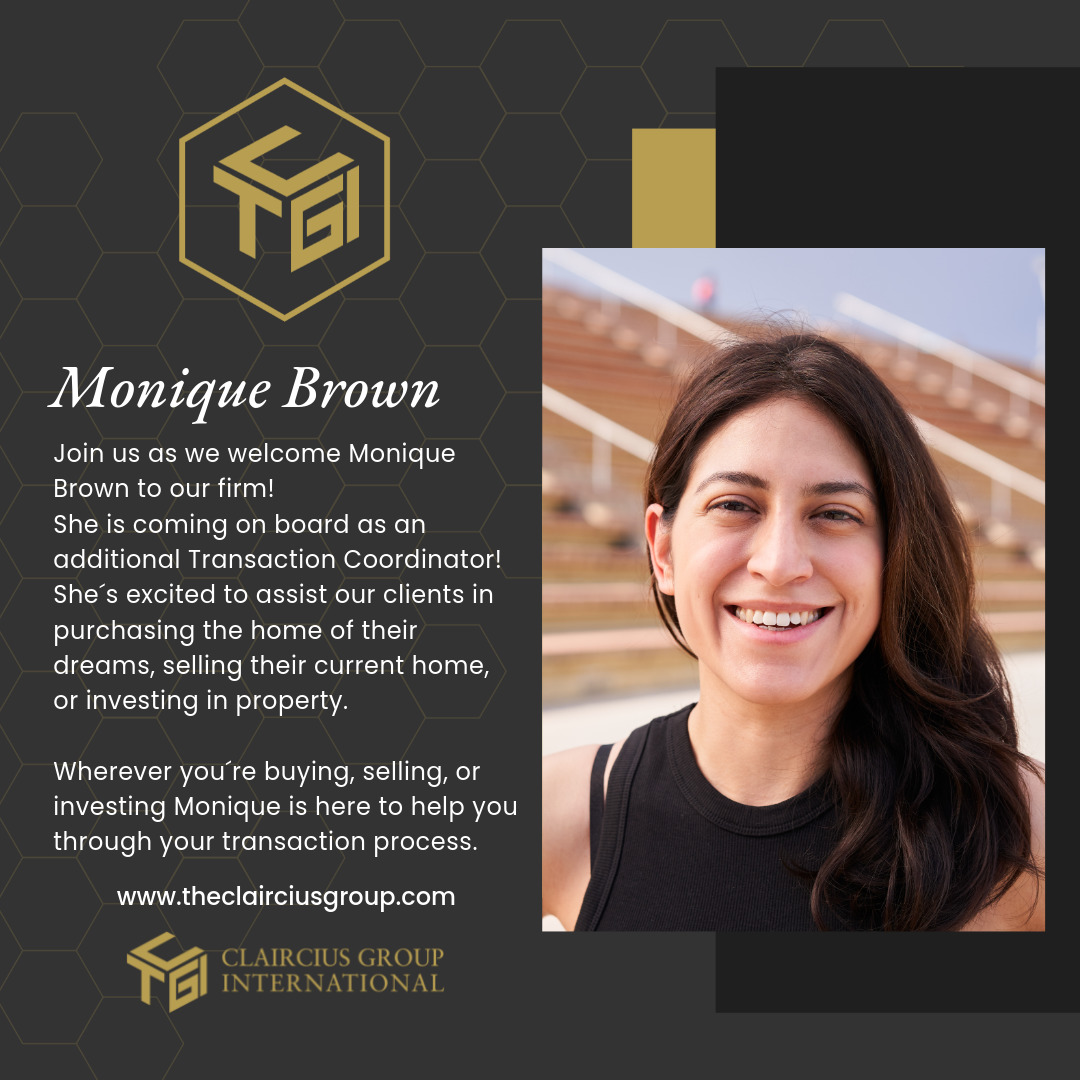 CTGI
Monique Brown
Join us as we welcome Monique
Brown to our firm!
She is coming on board as an
additional Transaction Coordinator!
She´s excited to assist our clients in
purchasing the home of their
dreams, selling their current home,
or investing in property.
Wherever you´re buying, selling, or
investing Monique is here to help you
through your transaction process.
www.theclairciusgroup.com
CTGI
CLAIRCIUS GROUP
INTERNATIONAL